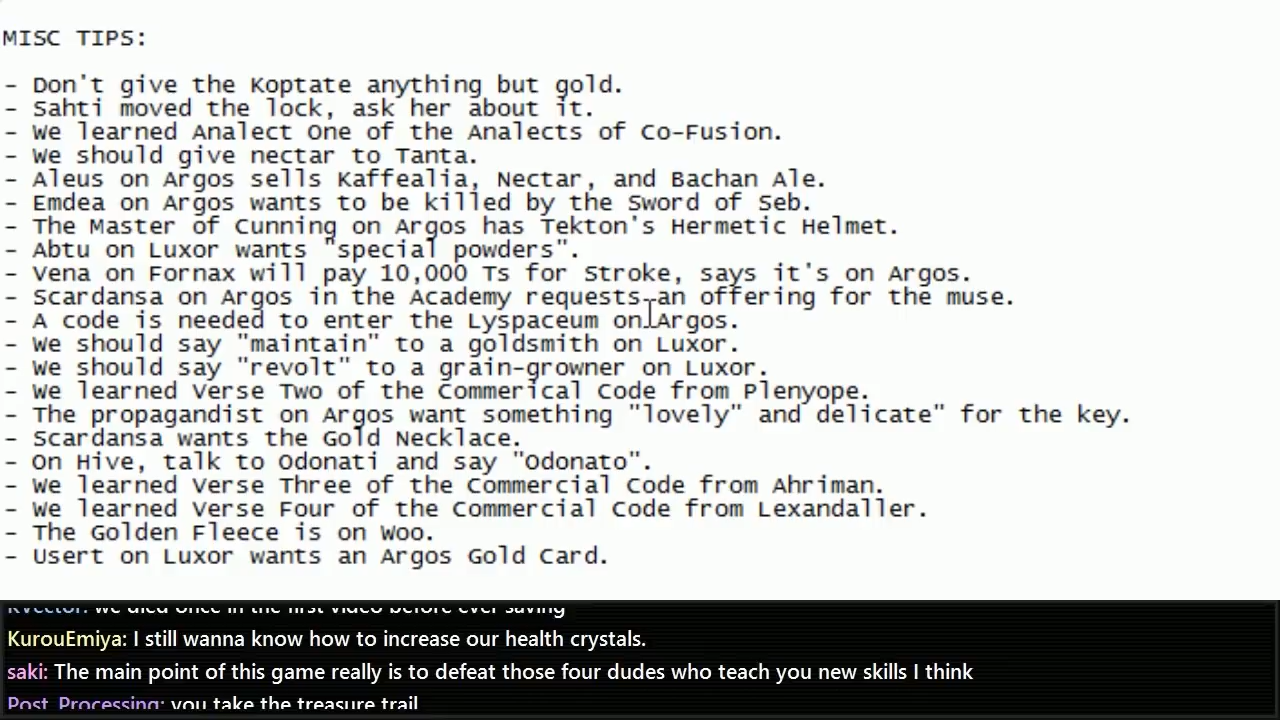 MISC TIPS:
- Don't give the Koptate anything but gold.
- Sahti moved the lock, ask her about it.
- We learned Analect One of the Analects of Co-Fusion.
- We should give nectar to Tanta.
- Aleus on Argos sells Kaffealia, Nectar, and Bachan Ale.
- Emdea on Argos wants to be killed by the Sword of Seb.
- The Master of Cunning on Argos has Tekton's Hermetic Helmet.
- Abtu on Luxor wants "special powders".
- Vena on Fornax will pay 10,000 Ts for Stroke, says it's on Argos.
- Scardansa on Argos in the Academy requests an offering for the muse.
- A code is needed to enter the Lyspaceum on Argos.
- We should say "maintain" to a goldsmith on Luxor.
- We should say "revolt" to a grain-grower on Luxor.
- We learned Verse Two of the Commerical Code from Plenyope.
- The propagandist on Argos want something "lovely" and delicate" for the key.
- Scardansa wants the Gold Necklace.
- On Hive, talk to Odonati and say "Odonato".
- We learned Verse Three of the Commercial Code from Ahriman.
- We learned Verse Four of the Commercial Code from Lexandaller.
- The Golden Fleece is on Woo.
- Usert on Luxor wants an Argos Gold Card.
RVector: we died once in the first video before ever saving
KurouEmiya: I still wanna know how to increase our health crystals.
saki: The main point of this game really is to defeat those four dudes who teach you new skills I think
Post_Processing: you take the treasure trail